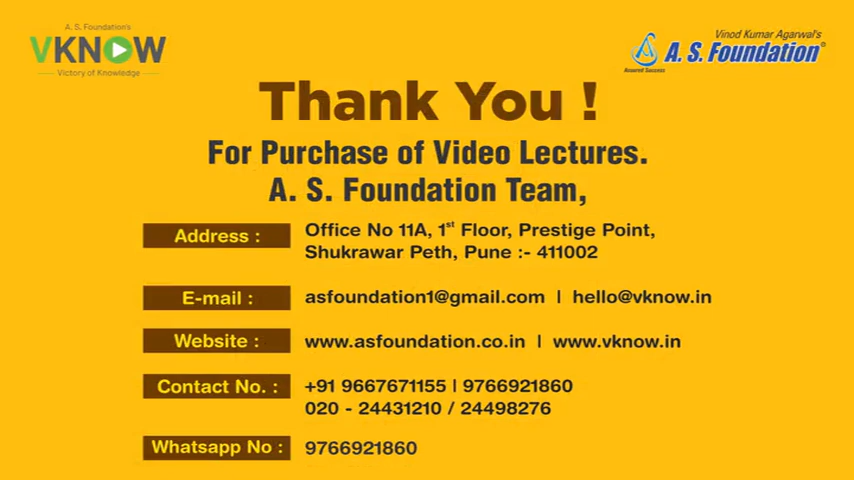 A. S. Foundation's
VKNOW
Victory of Knowledge
Vinod Kumar Agarwal's
A. S. Foundation®
Assured Success
Thank You !
For Purchase of Video Lectures.
A. S. Foundation Team,
Address : Office No 11A, 1st Floor, Prestige Point,
Shukrawar Peth, Pune :- 411002
E-mail : asfoundation1@gmail.com | hello@vknow.in
Website : www.asfoundation.co.in | www.vknow.in
Contact No. : +91 9667671155 | 9766921860
020 - 24431210 / 24498276
Whatsapp No : 9766921860